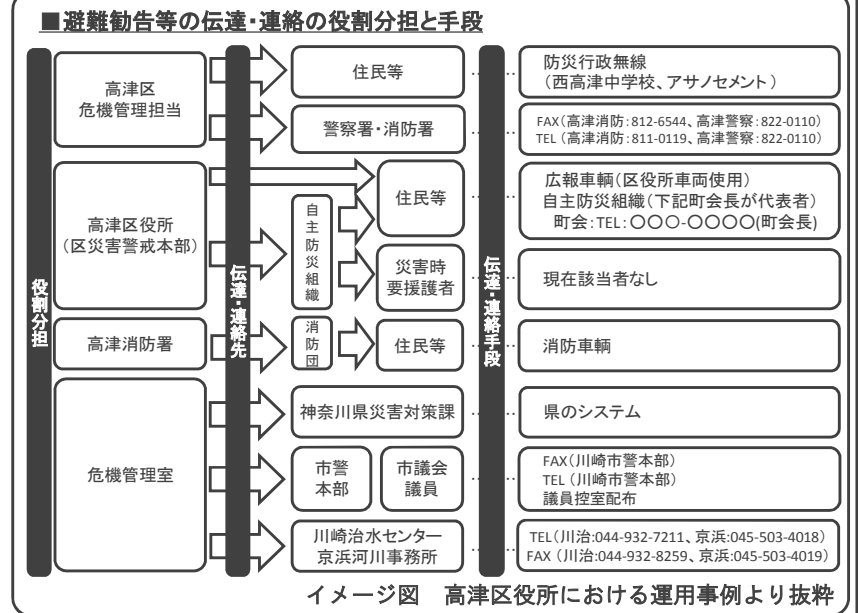 ■避難勧告等の伝達・連絡の役割分担と手段
役割分担
伝達・連絡先
伝達・連絡手段
高津区
危機管理担当
住民等
防災行政無線
（西高津中学校、アサノセメント）
警察署・消防署
FAX（高津消防：812-6544、高津警察：822-0110）
TEL（高津消防：811-0119、高津警察：822-0110）
高津区役所
（区災害警戒本部）
自主防災組織
住民等
広報車輌（区役所車両使用）
自主防災組織（下記町会長が代表者）
町会：TEL：〇〇〇-〇〇〇〇(町会長)
災害時
要援護者
現在該当者なし
高津消防署
消防団
住民等
消防車輌
危機管理室
神奈川県災害対策課
県のシステム
市警
本部
市議会
議員
FAX（川崎市警本部）
TEL（川崎市警本部）
議員控室配布
川崎治水センター
京浜河川事務所
TEL（川治：044-932-7211、京浜：045-503-4018）
FAX（川治：044-932-8259、京浜：045-503-4019）
イメージ図　高津区役所における運用事例より抜粋